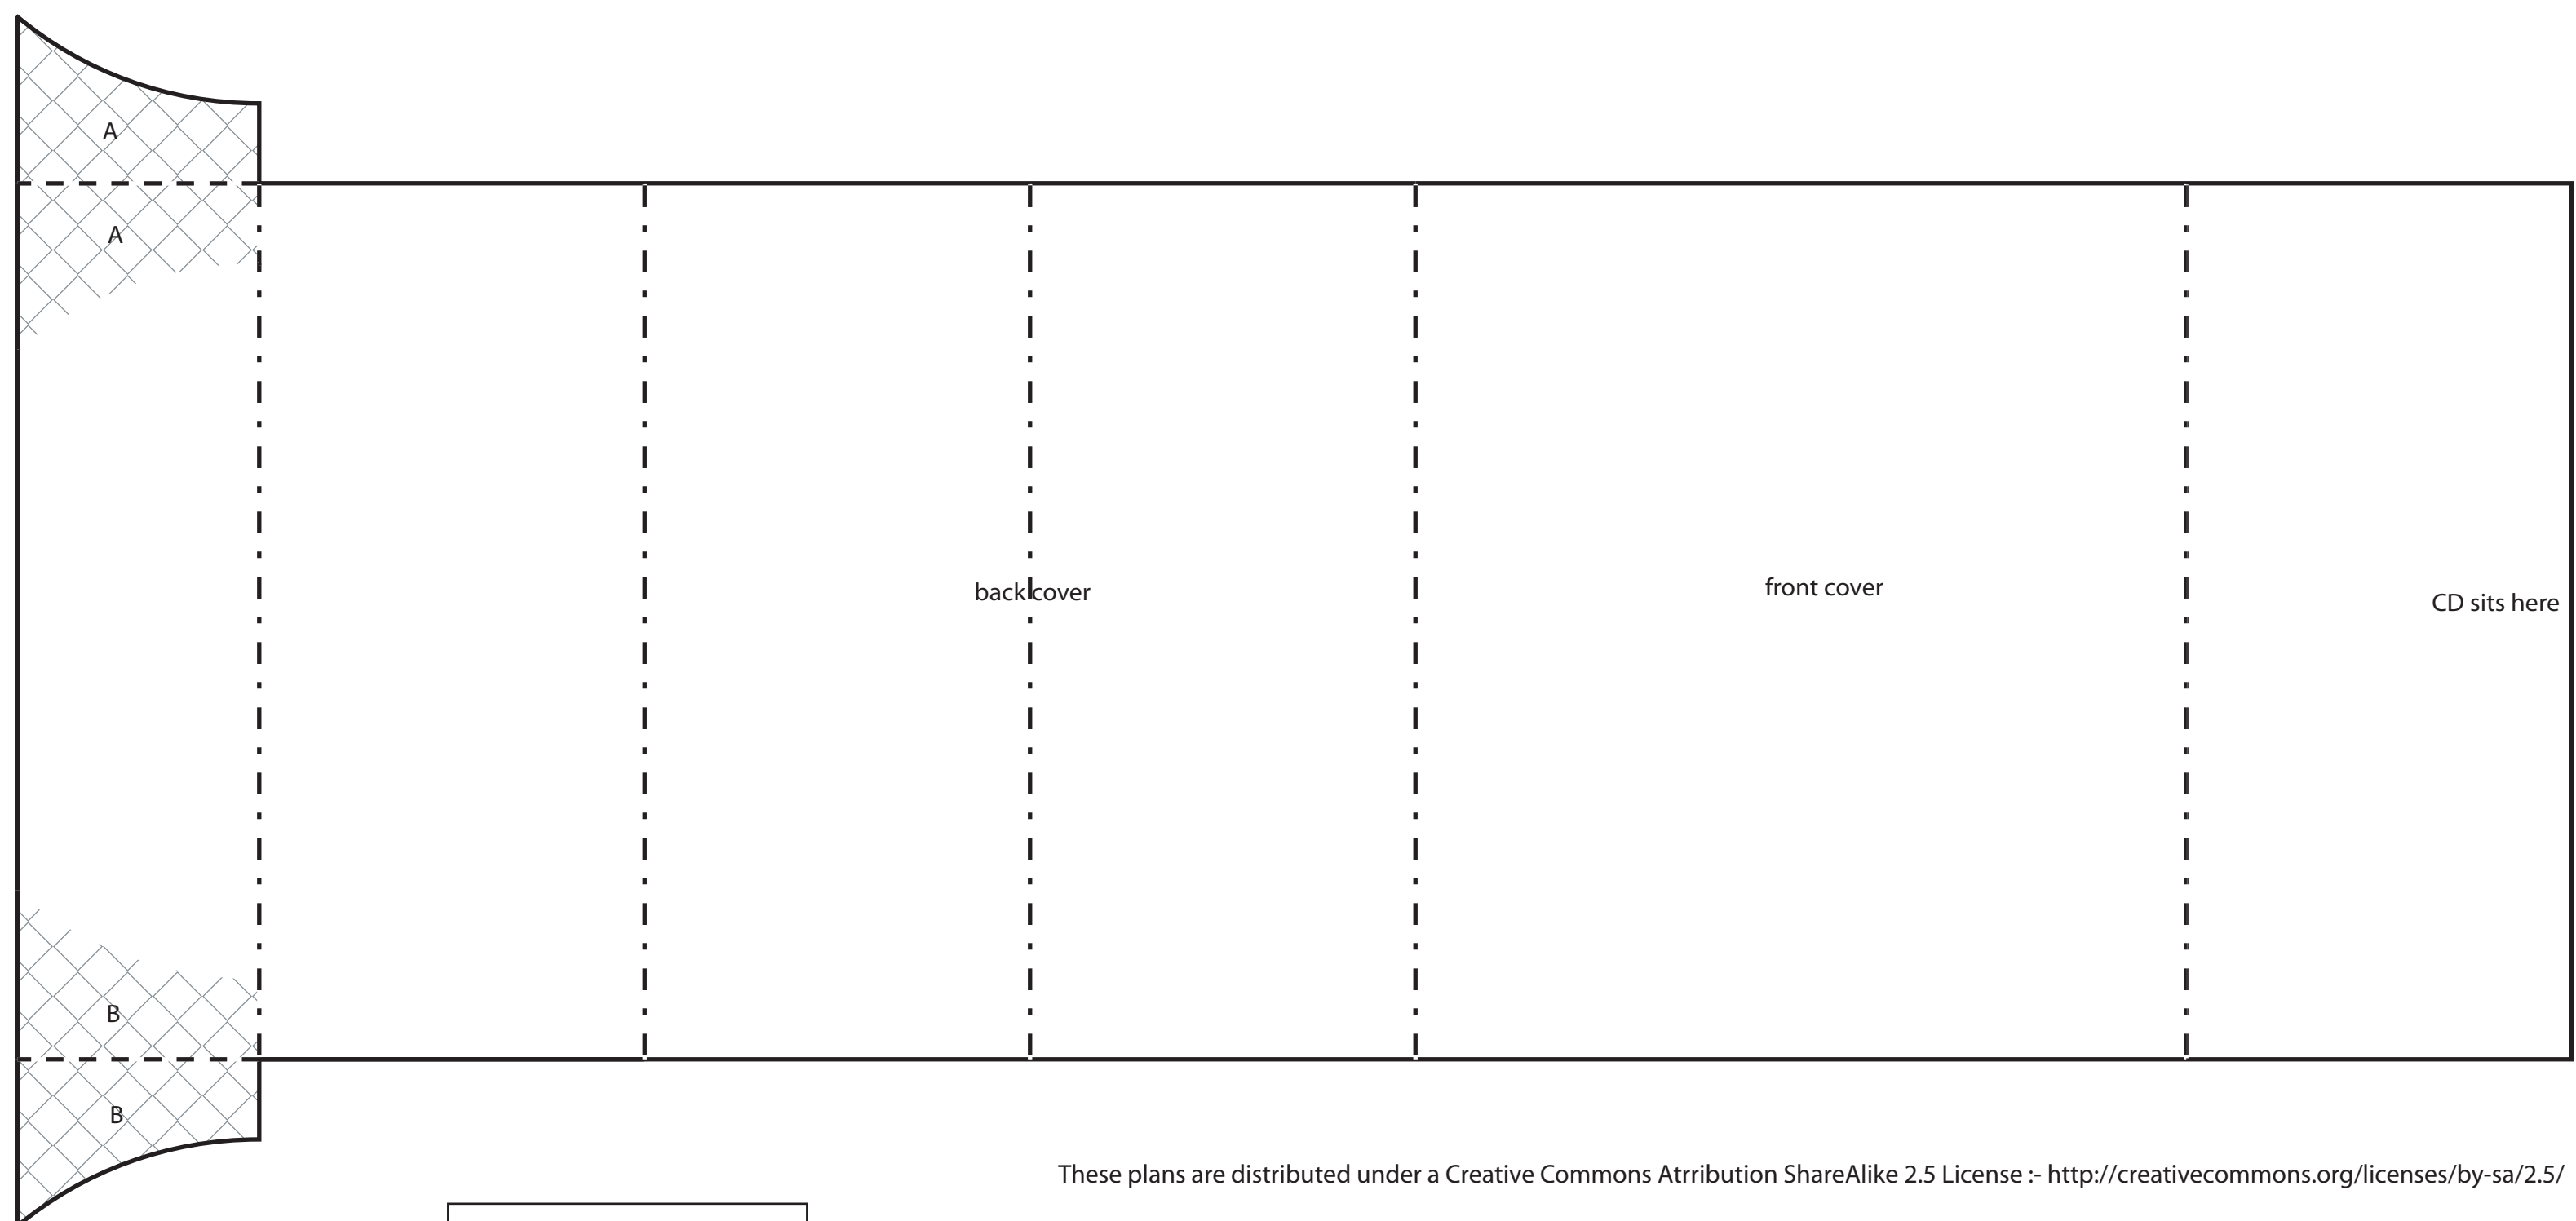 A
A
back cover
front cover
CD sits here
B
B
These plans are distributed under a Creative Commons Atrribution ShareAlike 2.5 License :- http://creativecommons.org/licenses/by-sa/2.5/